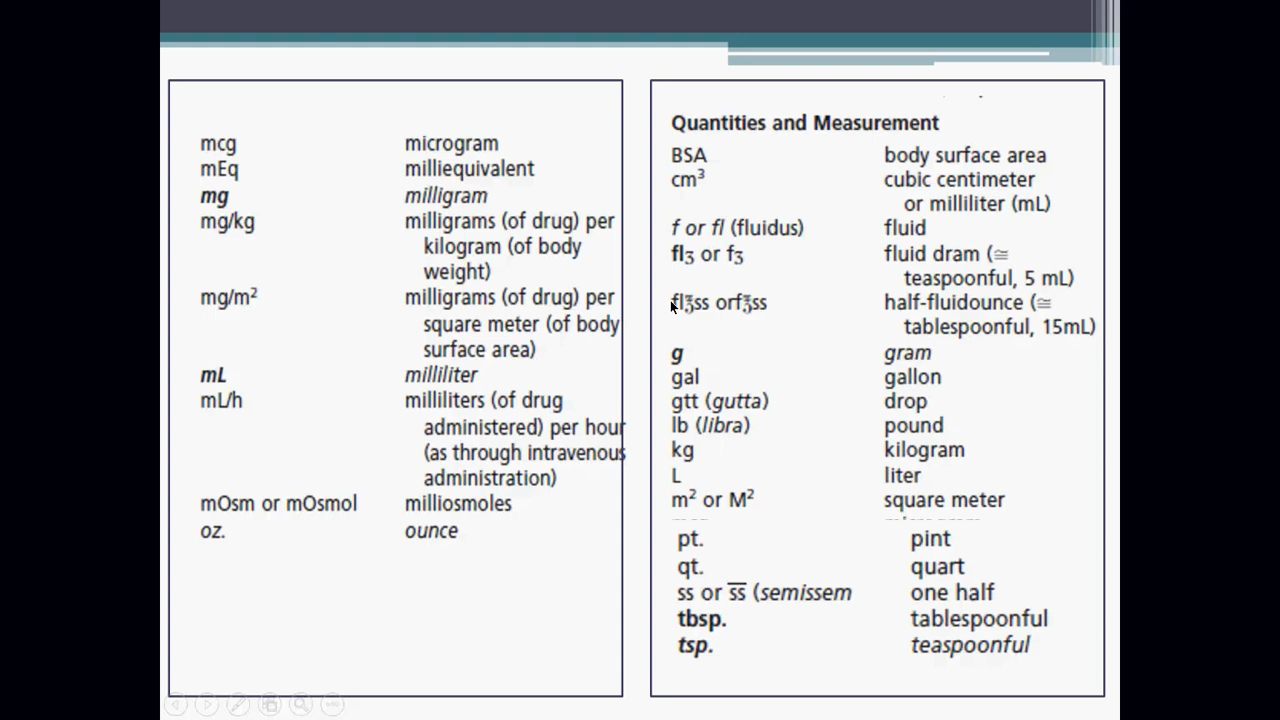 mcg microgram
mEq milliequivalent
mg milligram
mg/kg milligrams (of drug) per
kilogram (of body
weight)
mg/m² milligrams (of drug) per
square meter (of body
surface area)
mL milliliter
mL/h milliliters (of drug
administered) per hour
(as through intravenous
administration)
mOsm or mOsmol milliosmoles
oz. ounce
Quantities and Measurement
BSA body surface area
cm³ cubic centimeter
or milliliter (mL)
f or fl (fluidus) fluid
flʒ or fʒ fluid dram (≅
teaspoonful, 5 mL)
fl℥ss orf℥ss half-fluidounce (≅
tablespoonful, 15mL)
g gram
gal gallon
gtt (gutta) drop
lb (libra) pound
kg kilogram
L liter
m² or M² square meter
pt. pint
qt. quart
ss or s̅s̅ (semissem one half
tbsp. tablespoonful
tsp. teaspoonful